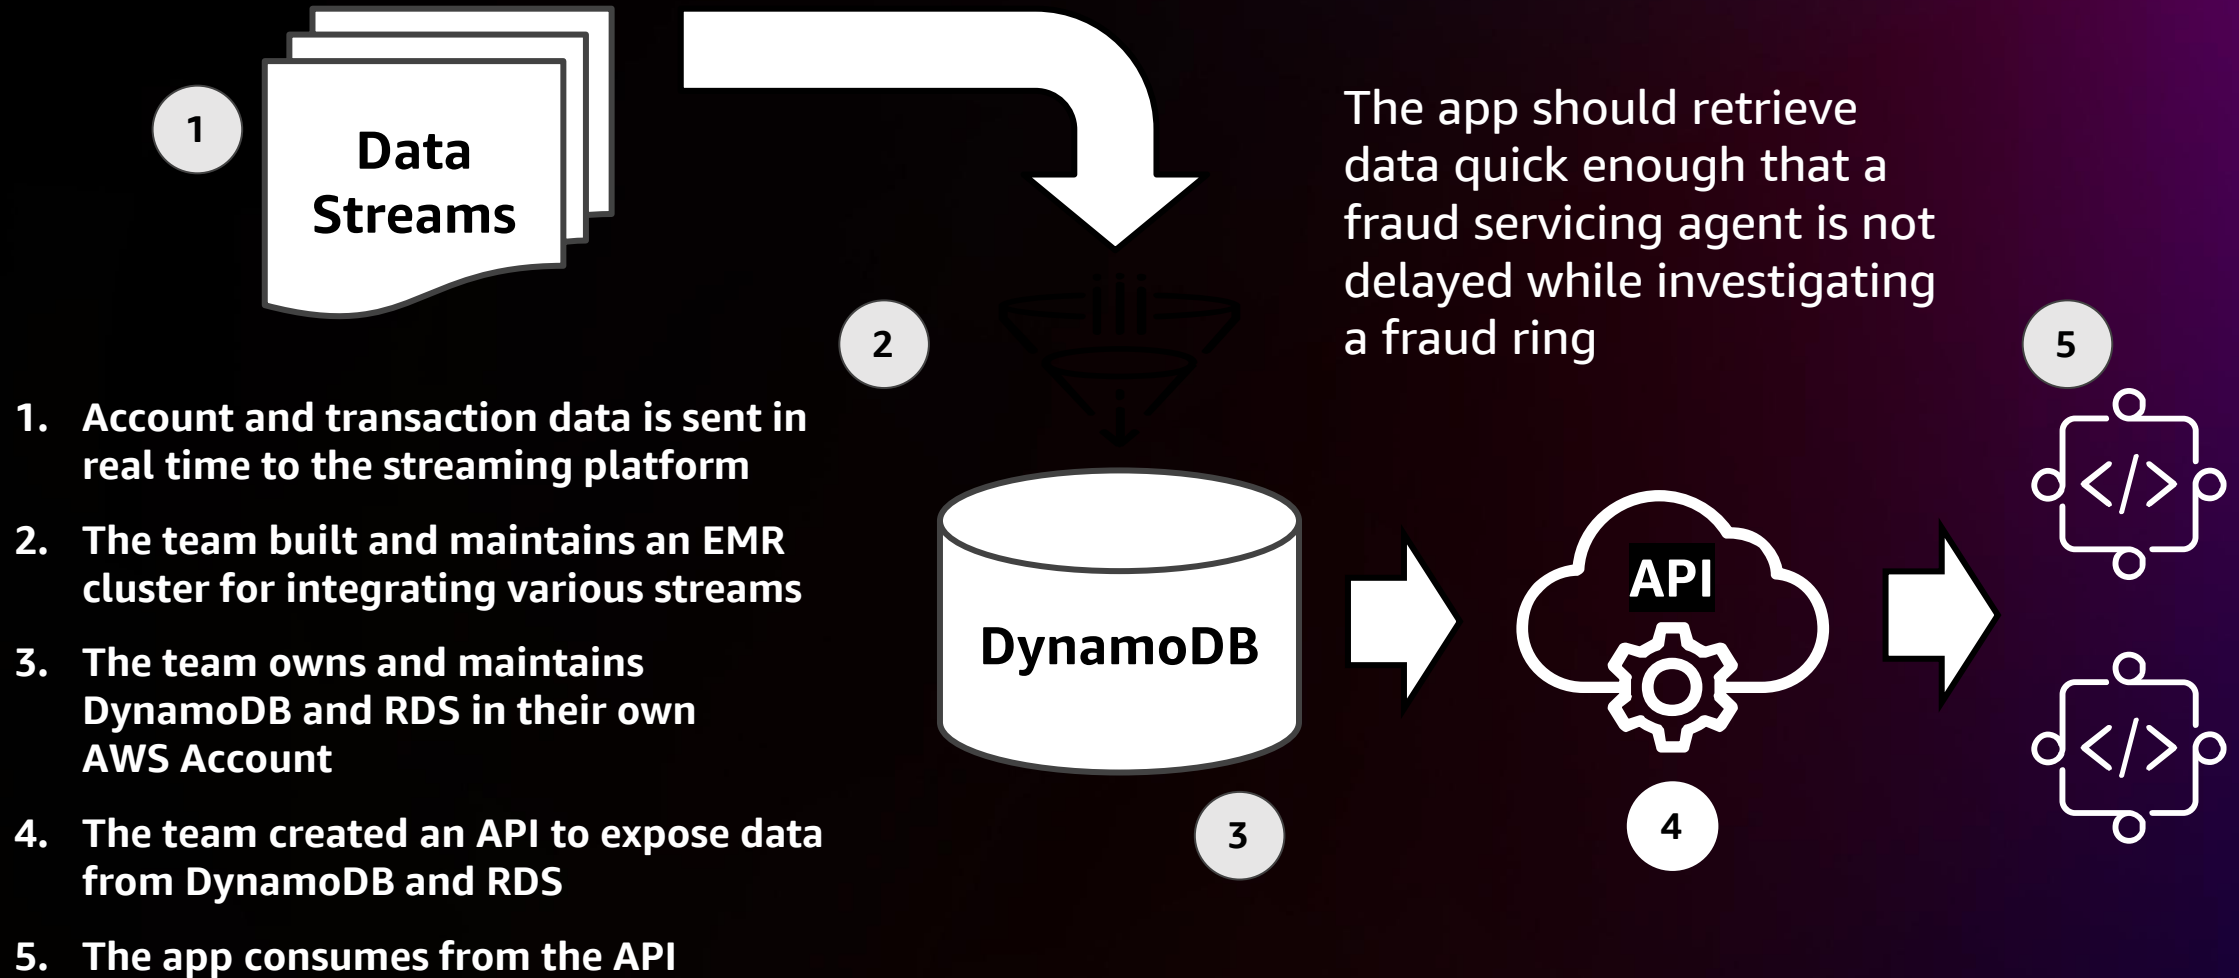 1
Data
Streams
The app should retrieve
data quick enough that a
fraud servicing agent is not
delayed while investigating
a fraud ring
2
5
1. Account and transaction data is sent in
real time to the streaming platform
2. The team built and maintains an EMR
cluster for integrating various streams
3. The team owns and maintains
DynamoDB and RDS in their own
AWS Account
4. The team created an API to expose data
from DynamoDB and RDS
5. The app consumes from the API
DynamoDB
API
</>
</>
3
4